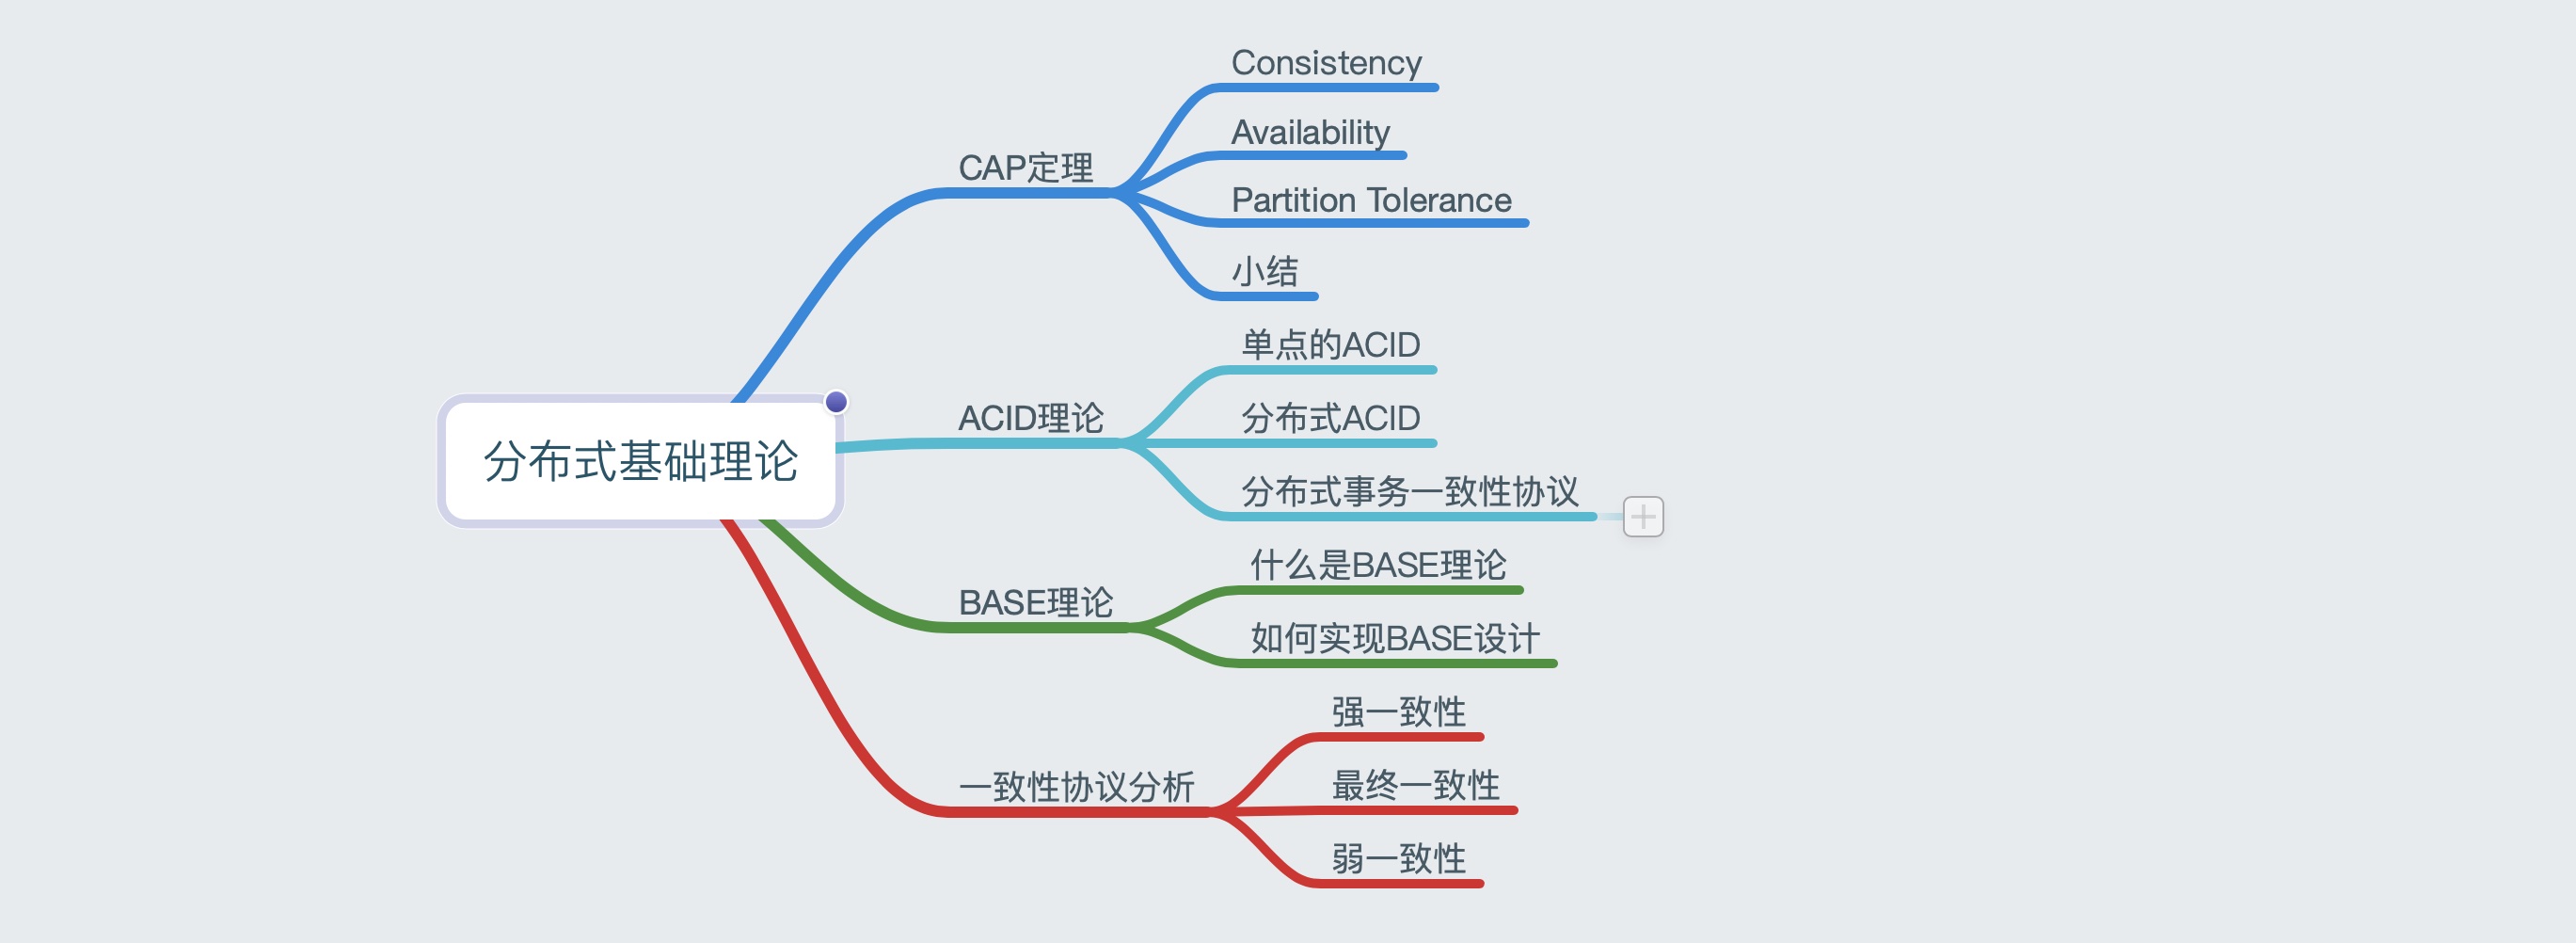 分布式基础理论
CAP定理
Consistency
Availability
Partition Tolerance
小结
ACID理论
单点的ACID
分布式ACID
分布式事务一致性协议
BASE理论
什么是BASE理论
如何实现BASE设计
一致性协议分析
强一致性
最终一致性
弱一致性